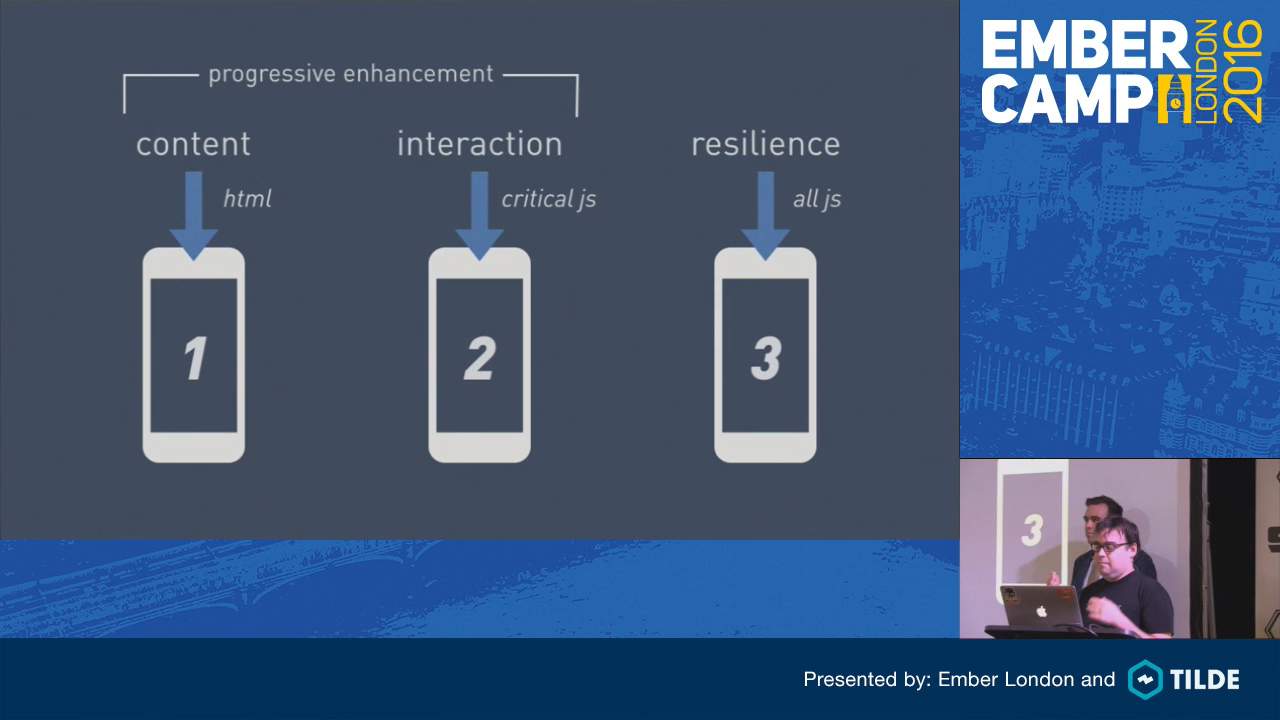 progressive enhancement
content
interaction
resilience
html
critical js
all js
1
2
3
EMBER
CAMP
LONDON
2016
3
Presented by: Ember London and TILDE